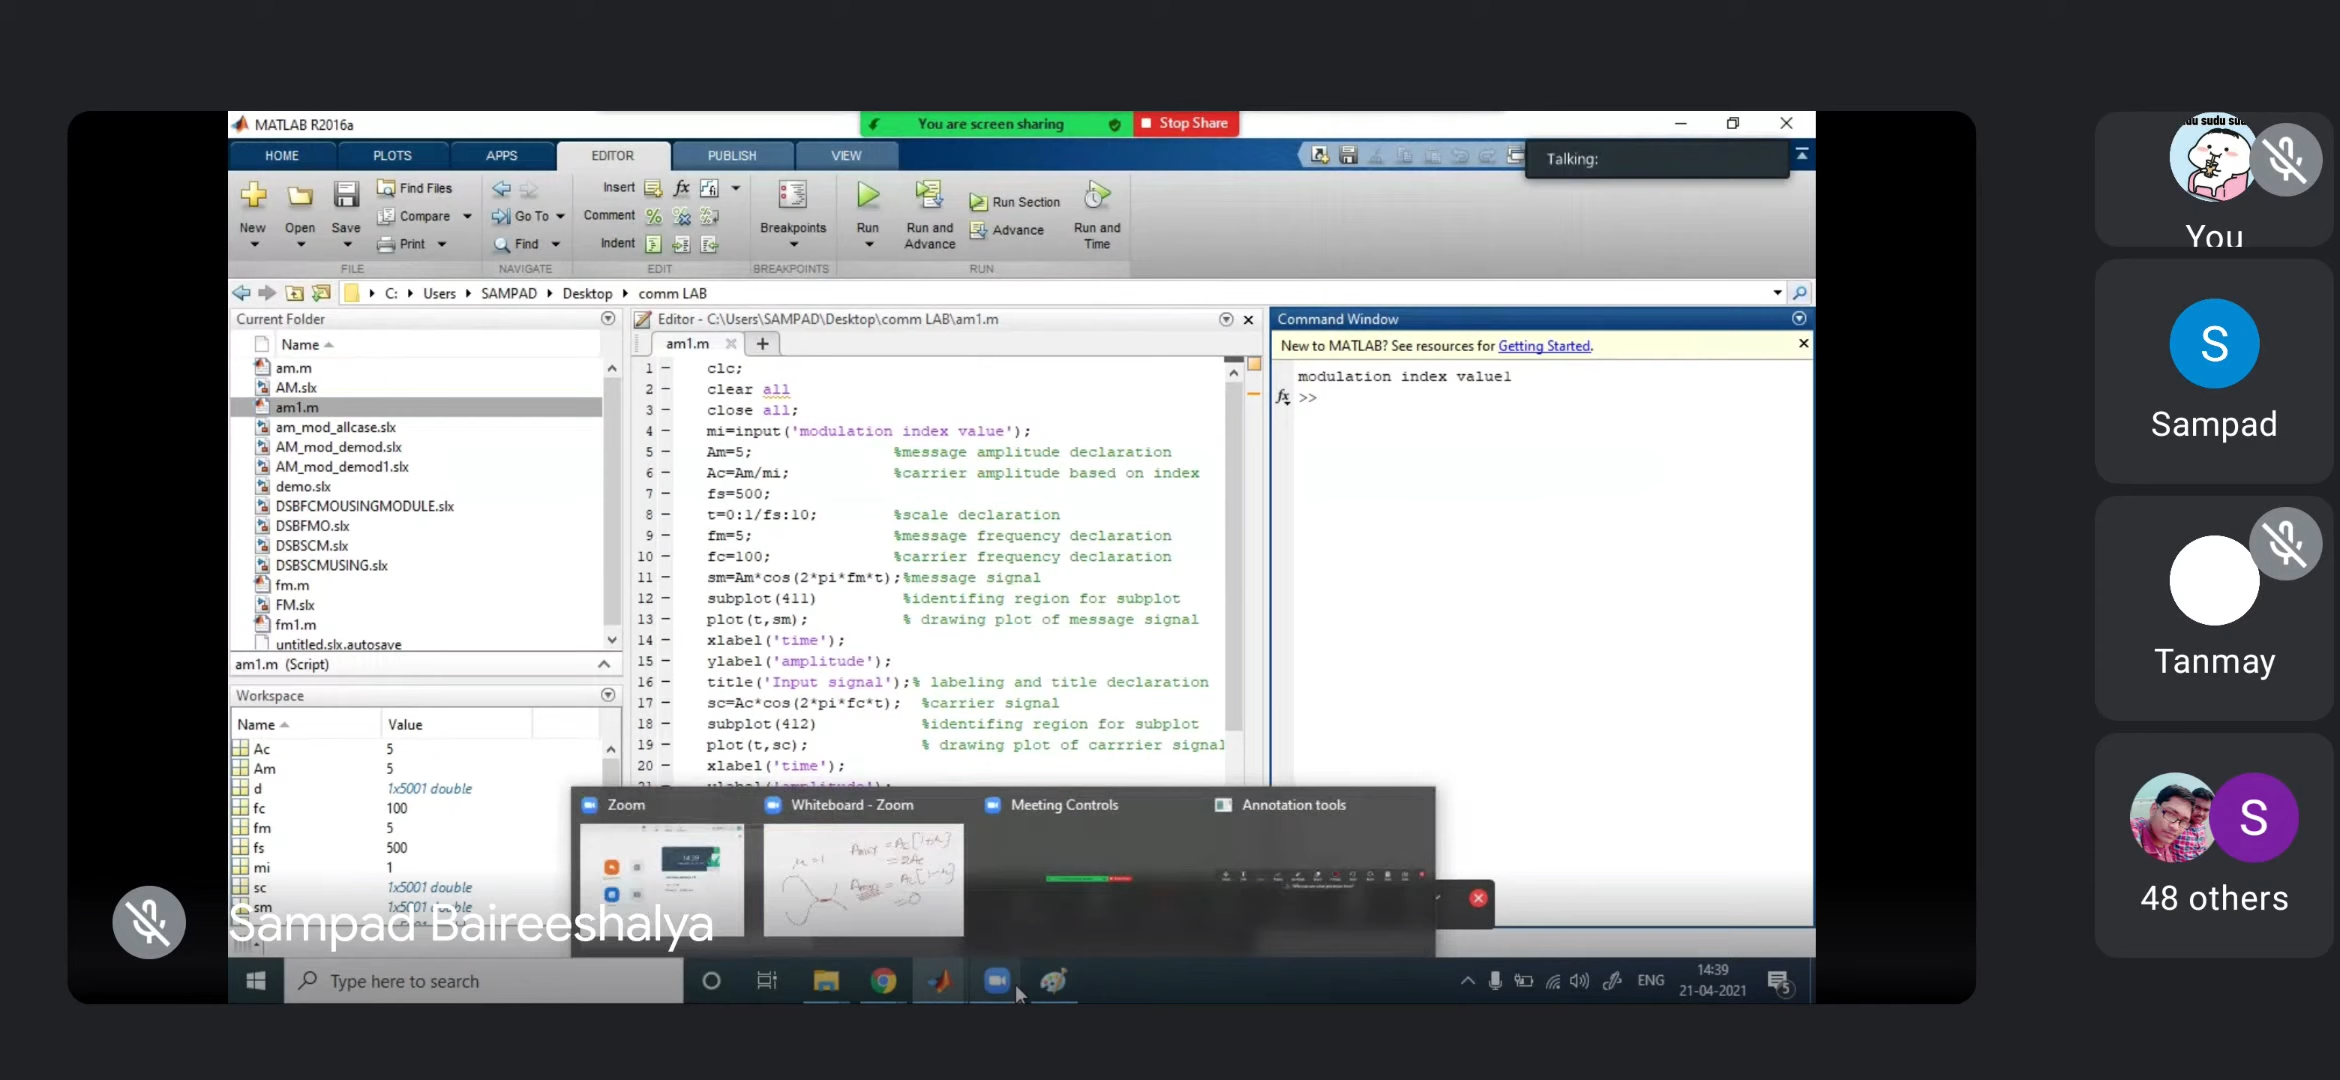 MATLAB R2016a
You are screen sharing
Stop Share
HOME
PLOTS
APPS
EDITOR
PUBLISH
VIEW
Talking:
New
Open
Save
Find Files
Compare
Print
Go To
Find
Insert
fx
Comment
Indent
Breakpoints
Run
Run and
Advance
Run Section
Advance
Run and
Time
FILE
NAVIGATE
EDIT
BREAKPOINTS
RUN
C: Users SAMPAD Desktop comm LAB
Current Folder
Name
am.m
AM.slx
am1.m
am_mod_allcase.slx
AM_mod_demod.slx
AM_mod_demod1.slx
demo.slx
DSBFCMOUSINGMODULE.slx
DSBFMO.slx
DSBSCM.slx
DSBSCMUSING.slx
fm.m
FM.slx
fm1.m
untitled.slx.autosave
am1.m (Script)
Workspace
Name Value
Ac 5
Am 5
d 1x5001 double
fc 100
fm 5
fs 500
mi 1
sc 1x5001 double
sm 1x5001 double
Editor - C:\Users\SAMPAD\Desktop\comm LAB\am1.m
am1.m
1 - clc;
2 - clear all
3 - close all;
4 - mi=input('modulation index value');
5 - Am=5; %message amplitude declaration
6 - Ac=Am/mi; %carrier amplitude based on index
7 - fs=500;
8 - t=0:1/fs:10; %scale declaration
9 - fm=5; %message frequency declaration
10 - fc=100; %carrier frequency declaration
11 - sm=Am*cos(2*pi*fm*t);%message signal
12 - subplot(411) %identifing region for subplot
13 - plot(t,sm); % drawing plot of message signal
14 - xlabel('time');
15 - ylabel('amplitude');
16 - title('Input signal');% labeling and title declaration
17 - sc=Ac*cos(2*pi*fc*t); %carrier signal
18 - subplot(412) %identifing region for subplot
19 - plot(t,sc); % drawing plot of carrrier signal
20 - xlabel('time');
Command Window
New to MATLAB? See resources for Getting Started.
modulation index value1
fx >>
Zoom
Whiteboard - Zoom
Meeting Controls
Annotation tools
Sampad Baireeshalya
Type here to search
ENG
14:39
21-04-2021
5
You
S
Sampad
Tanmay
S
48 others